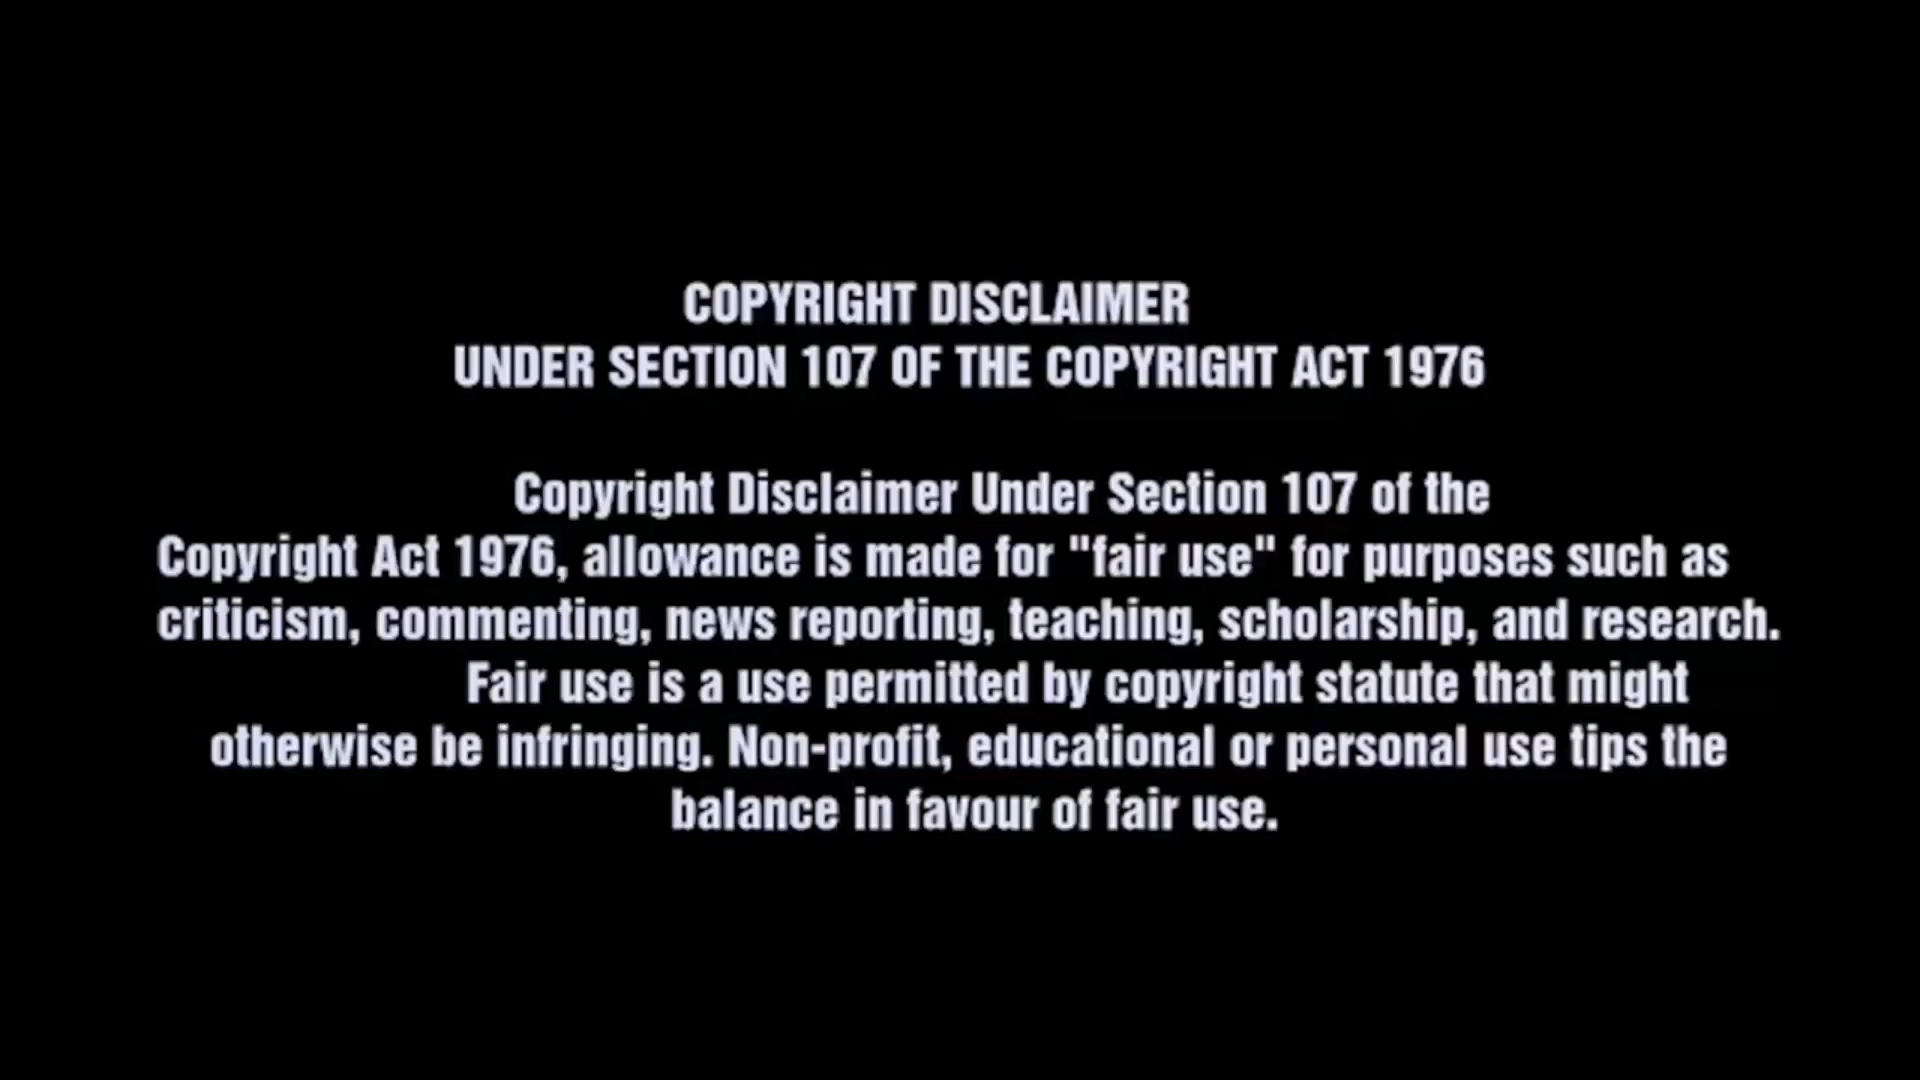 COPYRIGHT DISCLAIMER
UNDER SECTION 107 OF THE COPYRIGHT ACT 1976
Copyright Disclaimer Under Section 107 of the
Copyright Act 1976, allowance is made for "fair use" for purposes such as
criticism, commenting, news reporting, teaching, scholarship, and research.
Fair use is a use permitted by copyright statute that might
otherwise be infringing. Non-profit, educational or personal use tips the
balance in favour of fair use.